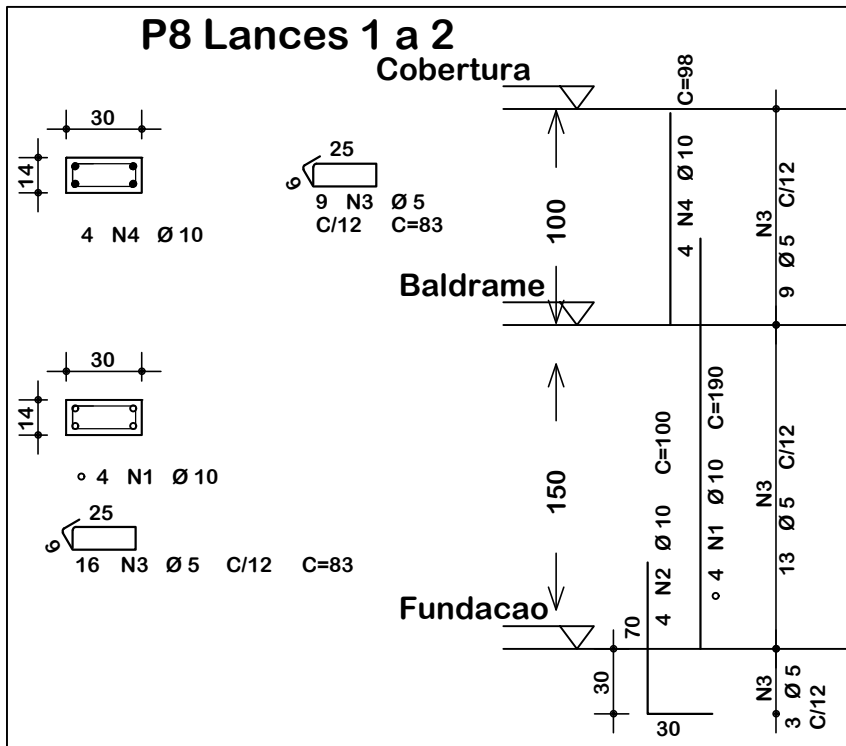 P8 Lances 1 a 2
Cobertura
30
14
4 N4 Ø 10
25
9
9 N3 Ø 5
C/12 C=83
100
4 N4 Ø 10 C=98
N3
9 Ø 5 C/12
Baldrame
30
14
4 N1 Ø 10
25
9
16 N3 Ø 5 C/12 C=83
150
4 N2 Ø 10 C=100
4 N1 Ø 10 C=190
N3
13 Ø 5 C/12
Fundacao
70
30
30
N3
3 Ø 5
C/12